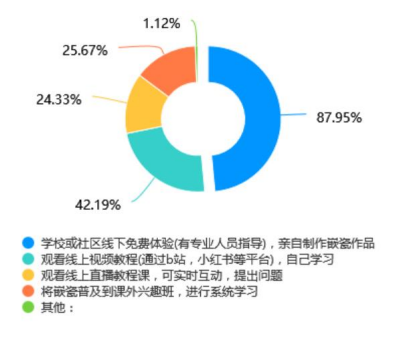 1.12%
25.67%
24.33%
87.95%
42.19%
学校或社区线下免费体验(有专业人员指导)，亲自制作嵌瓷作品
观看线上视频教程(通过b站，小红书等平台)，自己学习
观看线上直播教程课，可实时互动，提出问题
将嵌瓷普及到课外兴趣班，进行系统学习
其他：